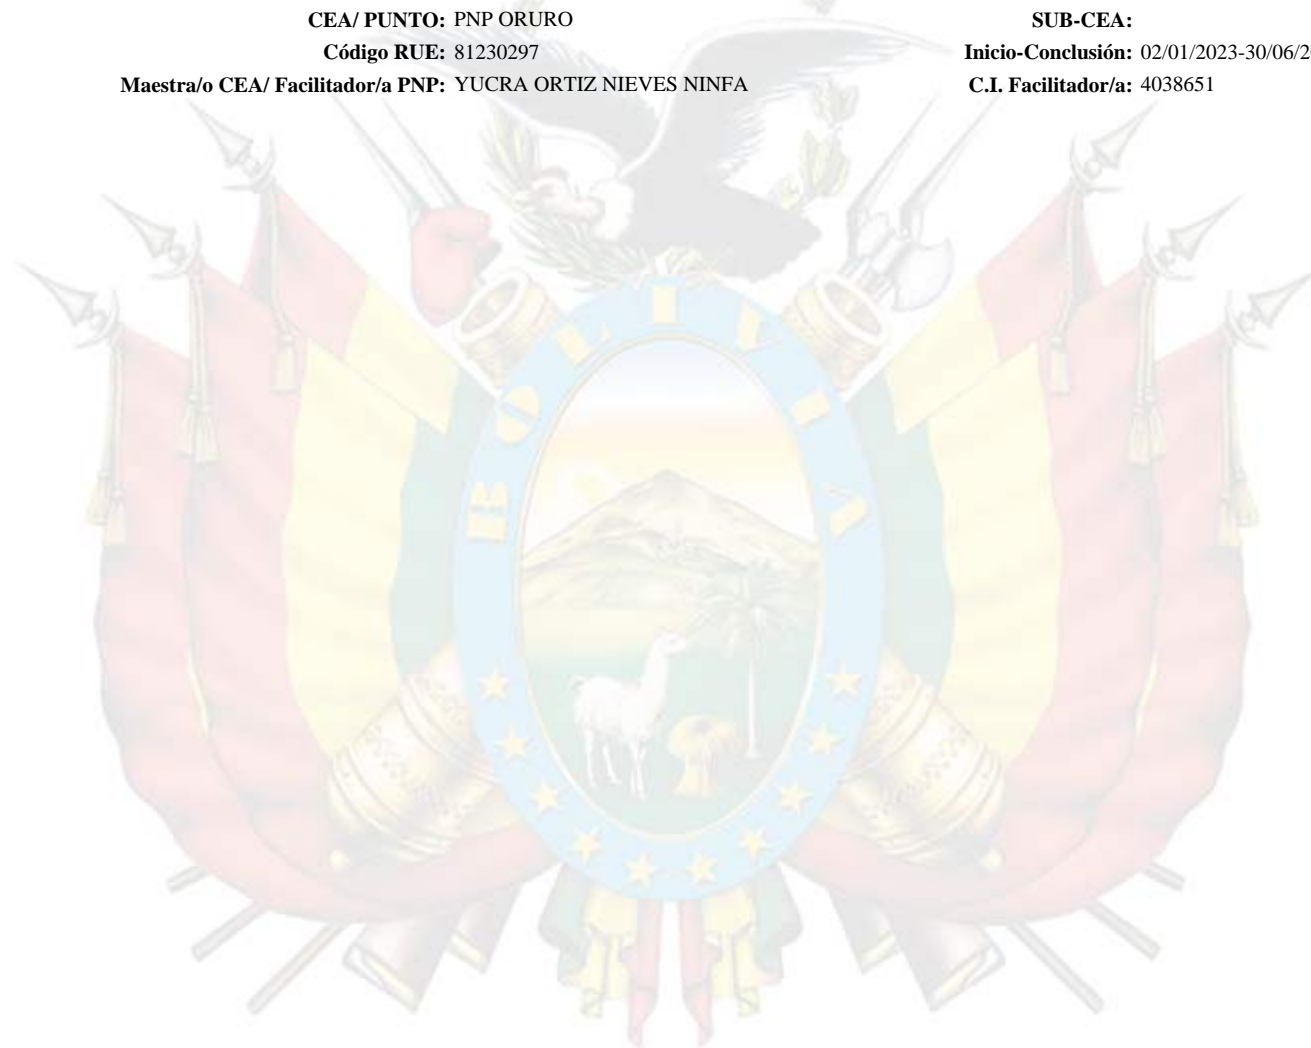 CEA/ PUNTO: PNP ORURO SUB-CEA:
Código RUE: 81230297 Inicio-Conclusión: 02/01/2023-30/06/2
Maestra/o CEA/ Facilitador/a PNP: YUCRA ORTIZ NIEVES NINFA C.I. Facilitador/a: 4038651
BOLIVIA